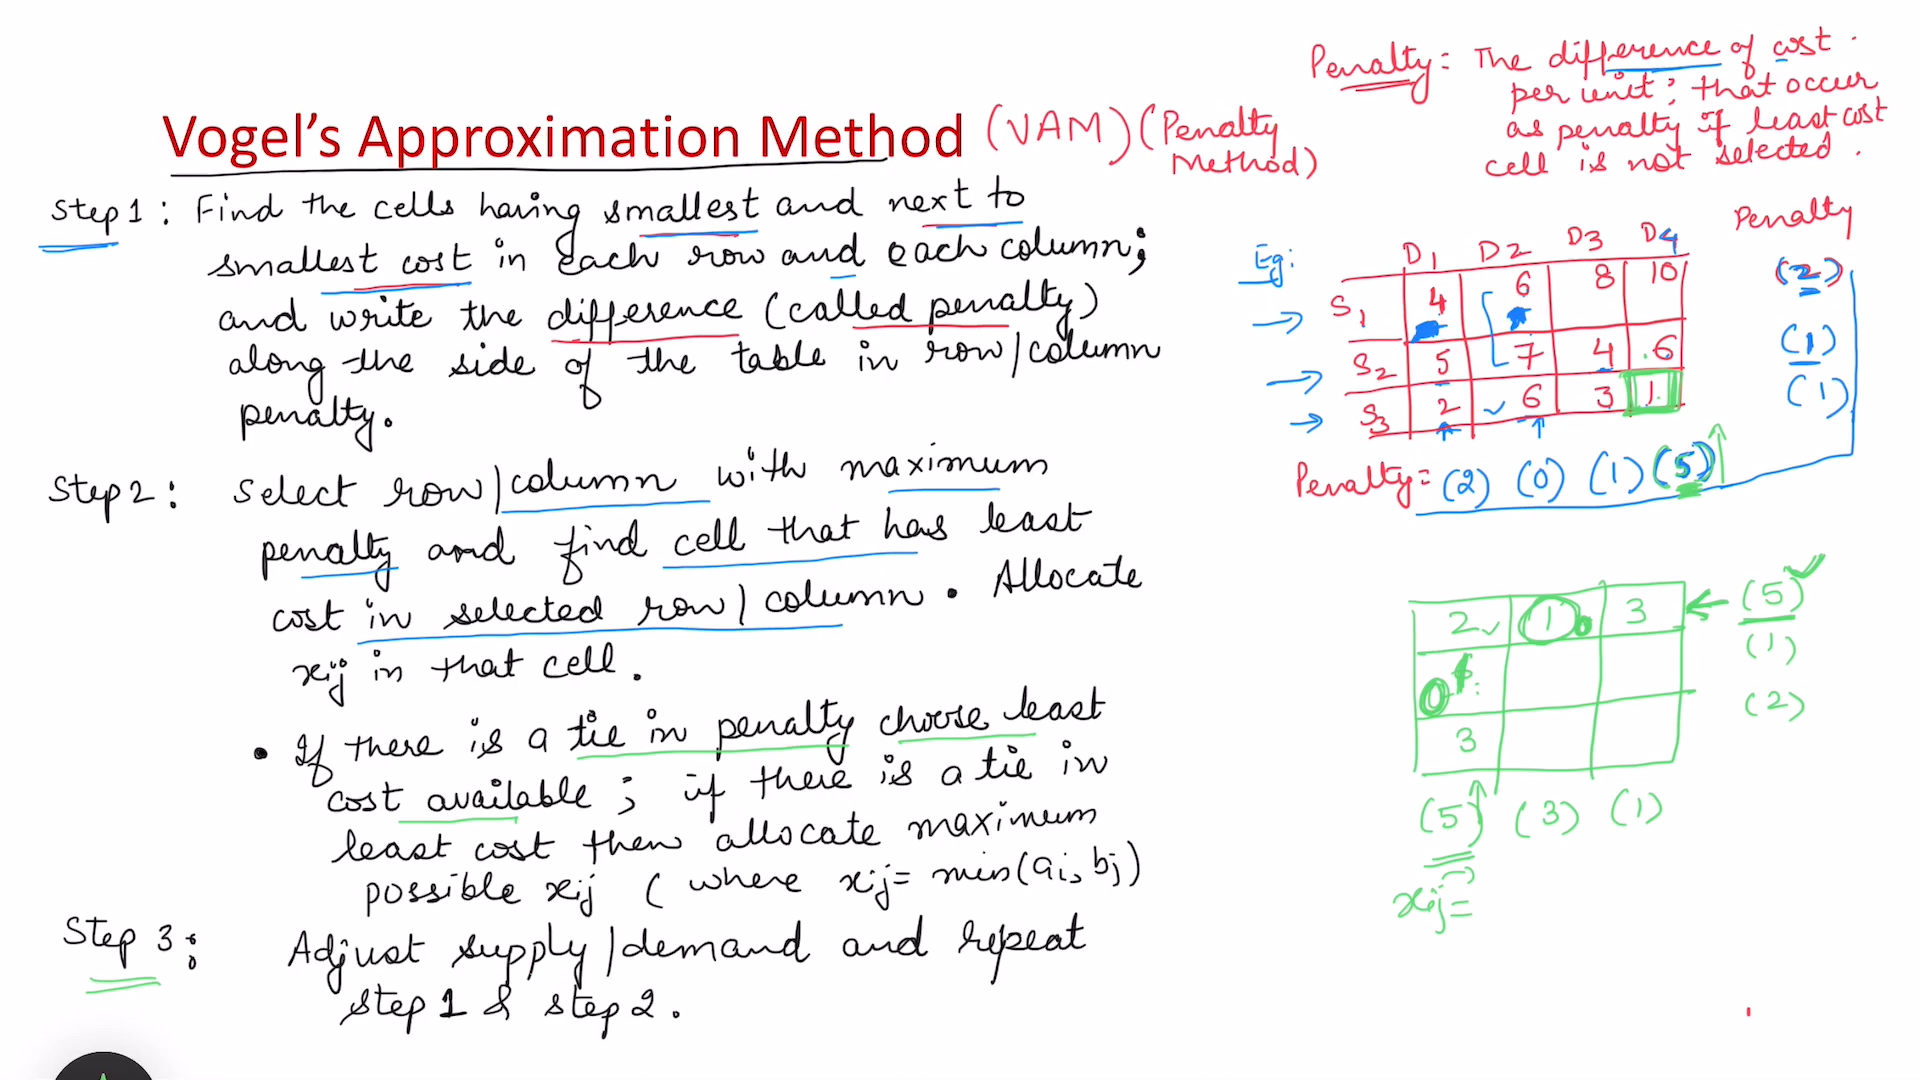 Vogel's Approximation Method (VAM) (Penalty Method)
Step 1 : Find the cells having smallest and next to
smallest cost in each row and each column;
and write the difference (called penalty)
along the side of the table in row/column
penalty.
Step 2 : Select row/column with maximum
penalty and find cell that has least
cost in selected row/column. Allocate
xij in that cell.
• If there is a tie in penalty choose least
cost available ; if there is a tie in
least cost then allocate maximum
possible xij ( where xij = min(ai, bj)
Step 3 : Adjust supply/demand and repeat
step 1 & step 2.
Penalty = The difference of cost
per unit; that occur
as penalty if least cost
cell is not selected.
Eg:
D1 D2 D3 D4 Penalty
S1 4 6 8 10 (2)
S2 5 7 4 6 (1)
S3 2 6 3 1 (1)
Penalty = (2) (0) (1) (5)
2 1 3 (5)
(1)
0 (2)
3
(5) (3) (1)
xij =